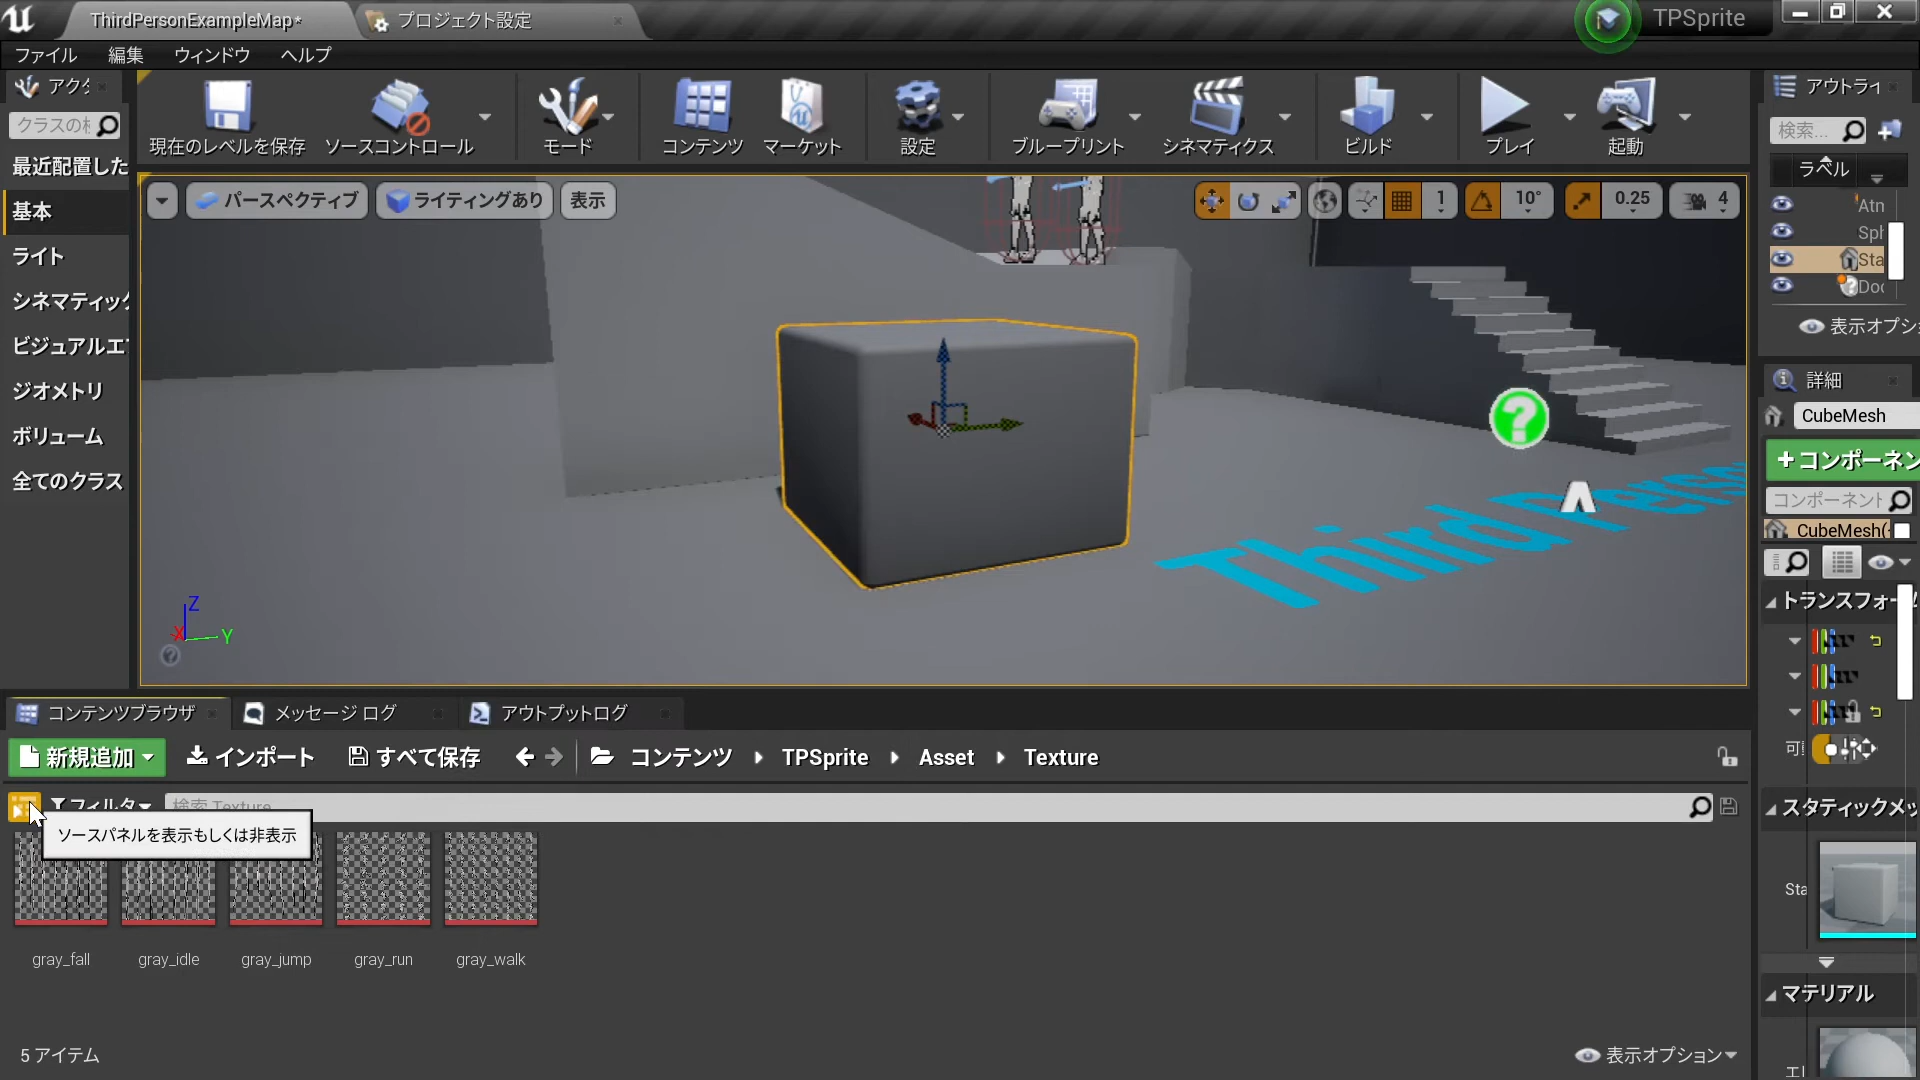 ThirdPersonExampleMap*
プロジェクト設定
TPSprite
ファイル 編集 ウィンドウ ヘルプ
現在のレベルを保存 ソースコントロール モード コンテンツ マーケット 設定 ブループリント シネマティクス ビルド プレイ 起動
最近配置した
基本
ライト
シネマティック
ビジュアルエ
ジオメトリ
ボリューム
全てのクラス
パースペクティブ ライティングあり 表示
1 10° 0.25 4
Third Pers
Z
X Y
アウトライ
検索...
ラベル
Atn
Sph
Sta
Doc
表示オプシ
詳細
CubeMesh
+コンポーネン
コンポーネント
CubeMesh(
トランスフォー
可
スタティックメッ
Sta
マテリアル
コンテンツブラウザ メッセージ ログ アウトプットログ
新規追加 インポート すべて保存 コンテンツ TPSprite Asset Texture
フィルタ 検索 Texture
ソースパネルを表示もしくは非表示
gray_fall gray_idle gray_jump gray_run gray_walk
5 アイテム
表示オプション